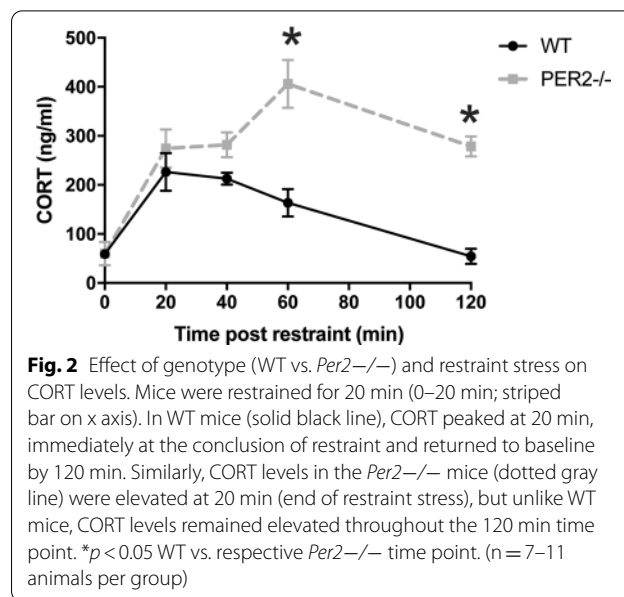 500
400
300
200
100
0
CORT (ng/ml)
*
*
WT
PER2-/-
0 20 40 60 80 100 120
Time post restraint (min)
Fig. 2 Effect of genotype (WT vs. Per2−/−) and restraint stress on
CORT levels. Mice were restrained for 20 min (0–20 min; striped
bar on x axis). In WT mice (solid black line), CORT peaked at 20 min,
immediately at the conclusion of restraint and returned to baseline
by 120 min. Similarly, CORT levels in the Per2−/− mice (dotted gray
line) were elevated at 20 min (end of restraint stress), but unlike WT
mice, CORT levels remained elevated throughout the 120 min time
point. *p < 0.05 WT vs. respective Per2−/− time point. (n = 7–11
animals per group)